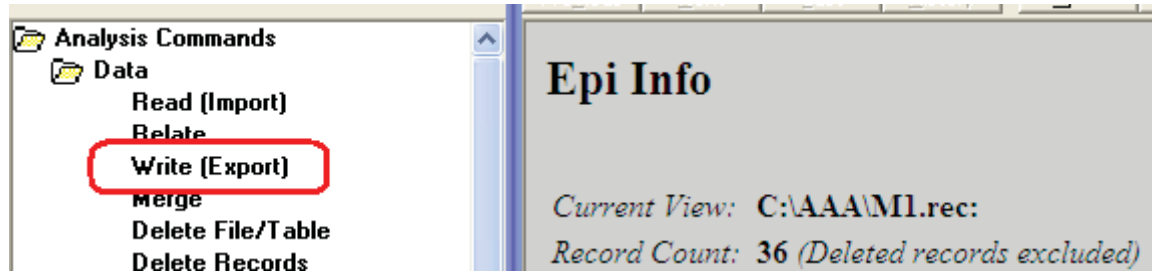 Analysis Commands
Data
Read (Import)
Relate
Write (Export)
Merge
Delete File/Table
Delete Records
Epi Info
Current View: C:\AAA\M1.rec:
Record Count: 36 (Deleted records excluded)